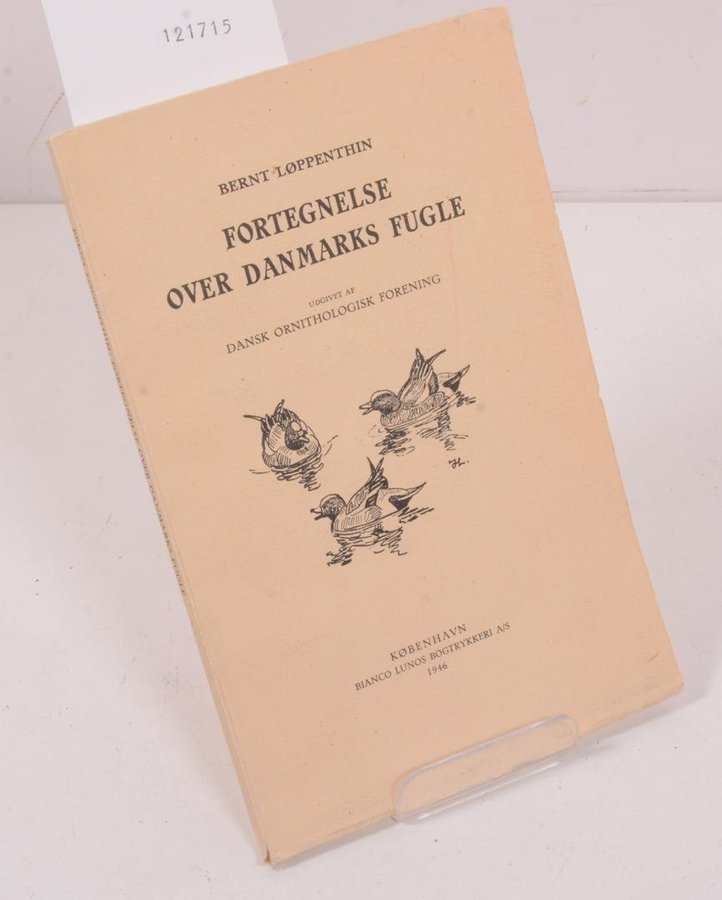 121715
BERNT LØPPENTHIN
FORTEGNELSE
OVER DANMARKS FUGLE
UDGIVET AF
DANSK ORNITHOLOGISK FORENING
KØBENHAVN
BIANCO LUNOS BOGTRYKKERI A/S
1946